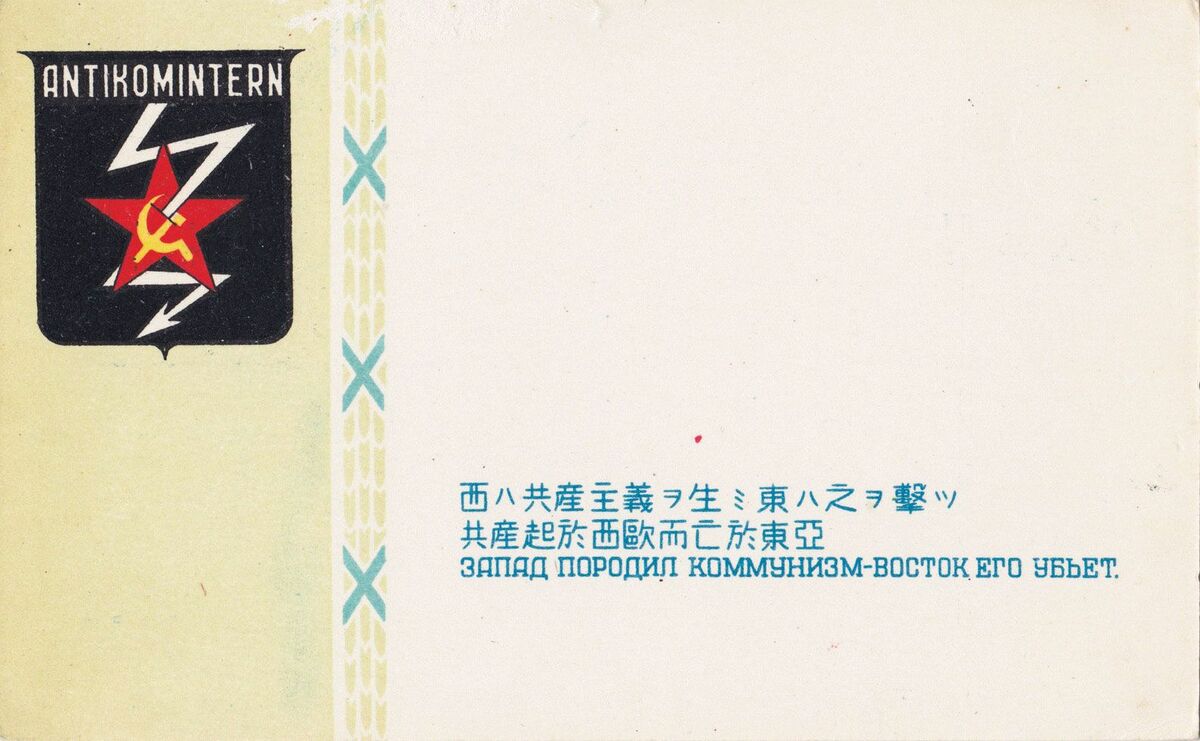 ANTIKOMINTERN
西ハ共産主義ヲ生ミ東ハ之ヲ擊ツ
共産起於西歐而亡於東亞
ЗАПАД ПОРОДИЛ КОММУНИЗМ-ВОСТОК ЕГО УБЬЕТ.